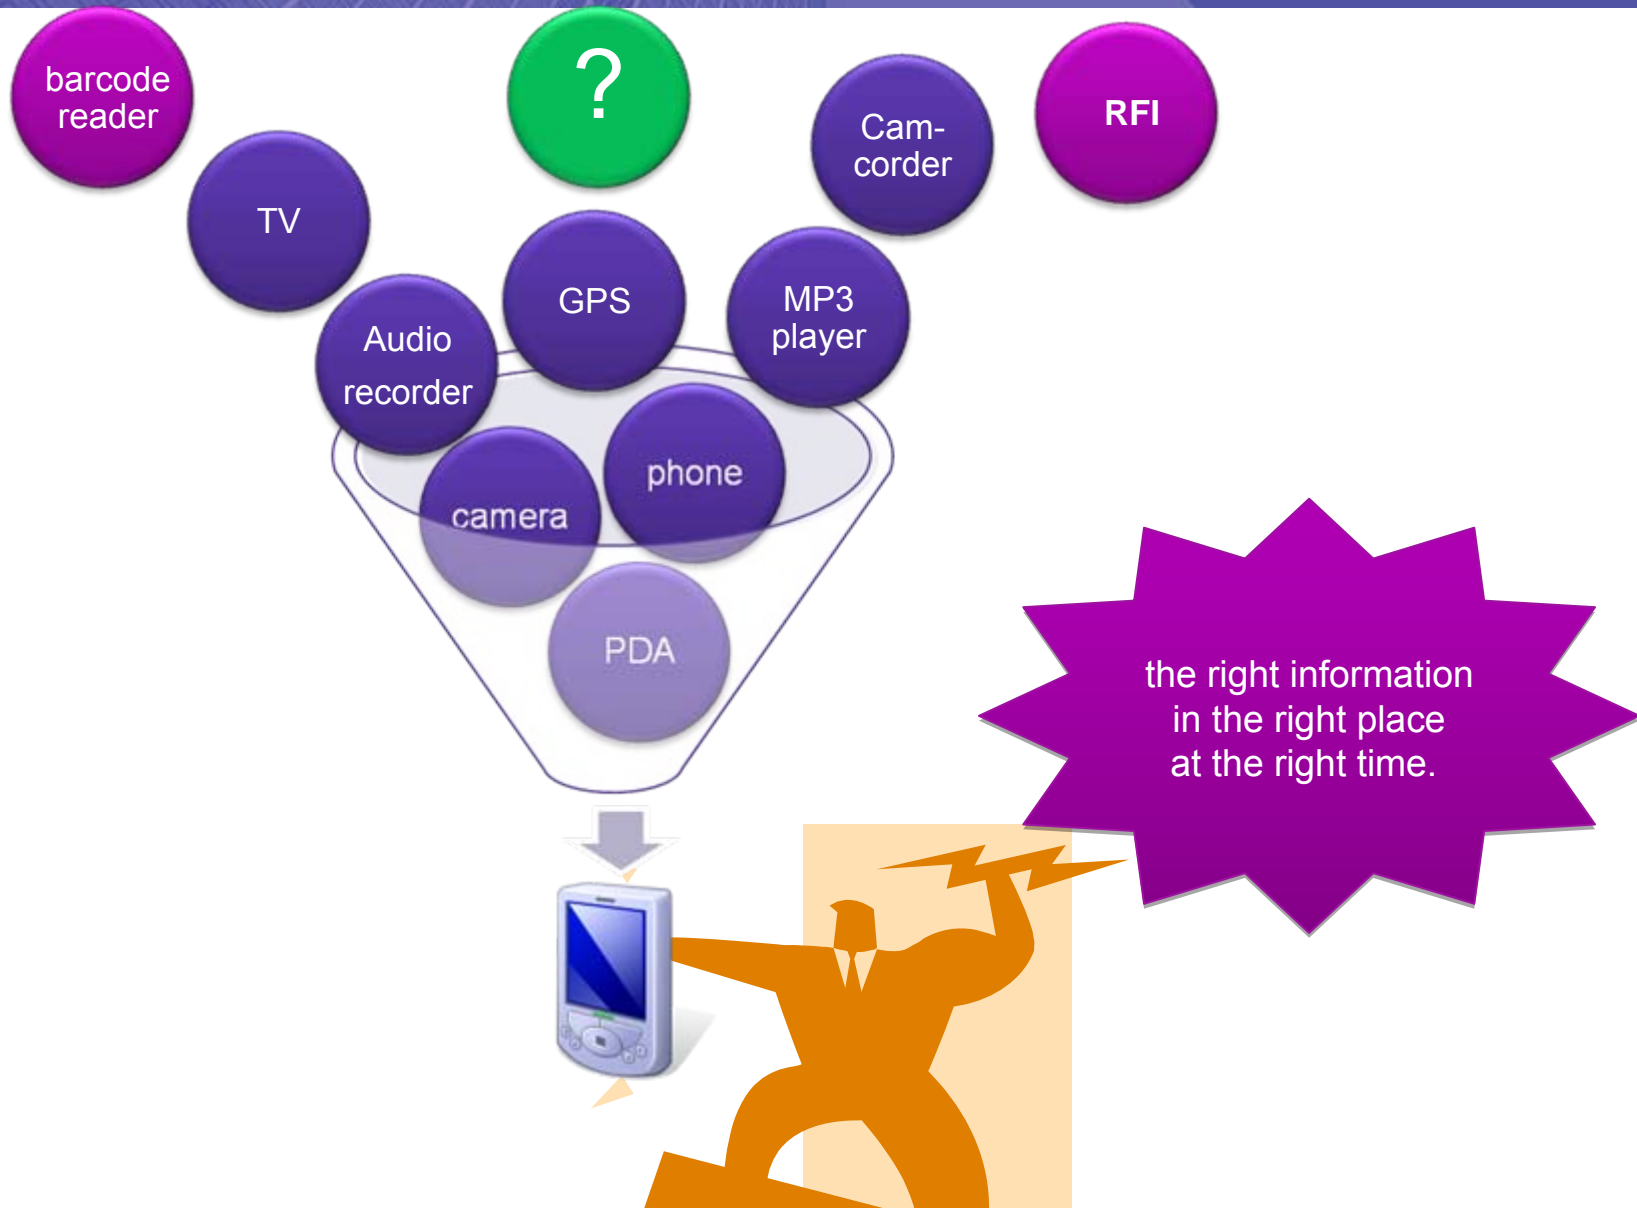 barcode
reader
?
Cam-
corder
RFI
TV
GPS
MP3
player
Audio
recorder
phone
camera
PDA
the right information
in the right place
at the right time.